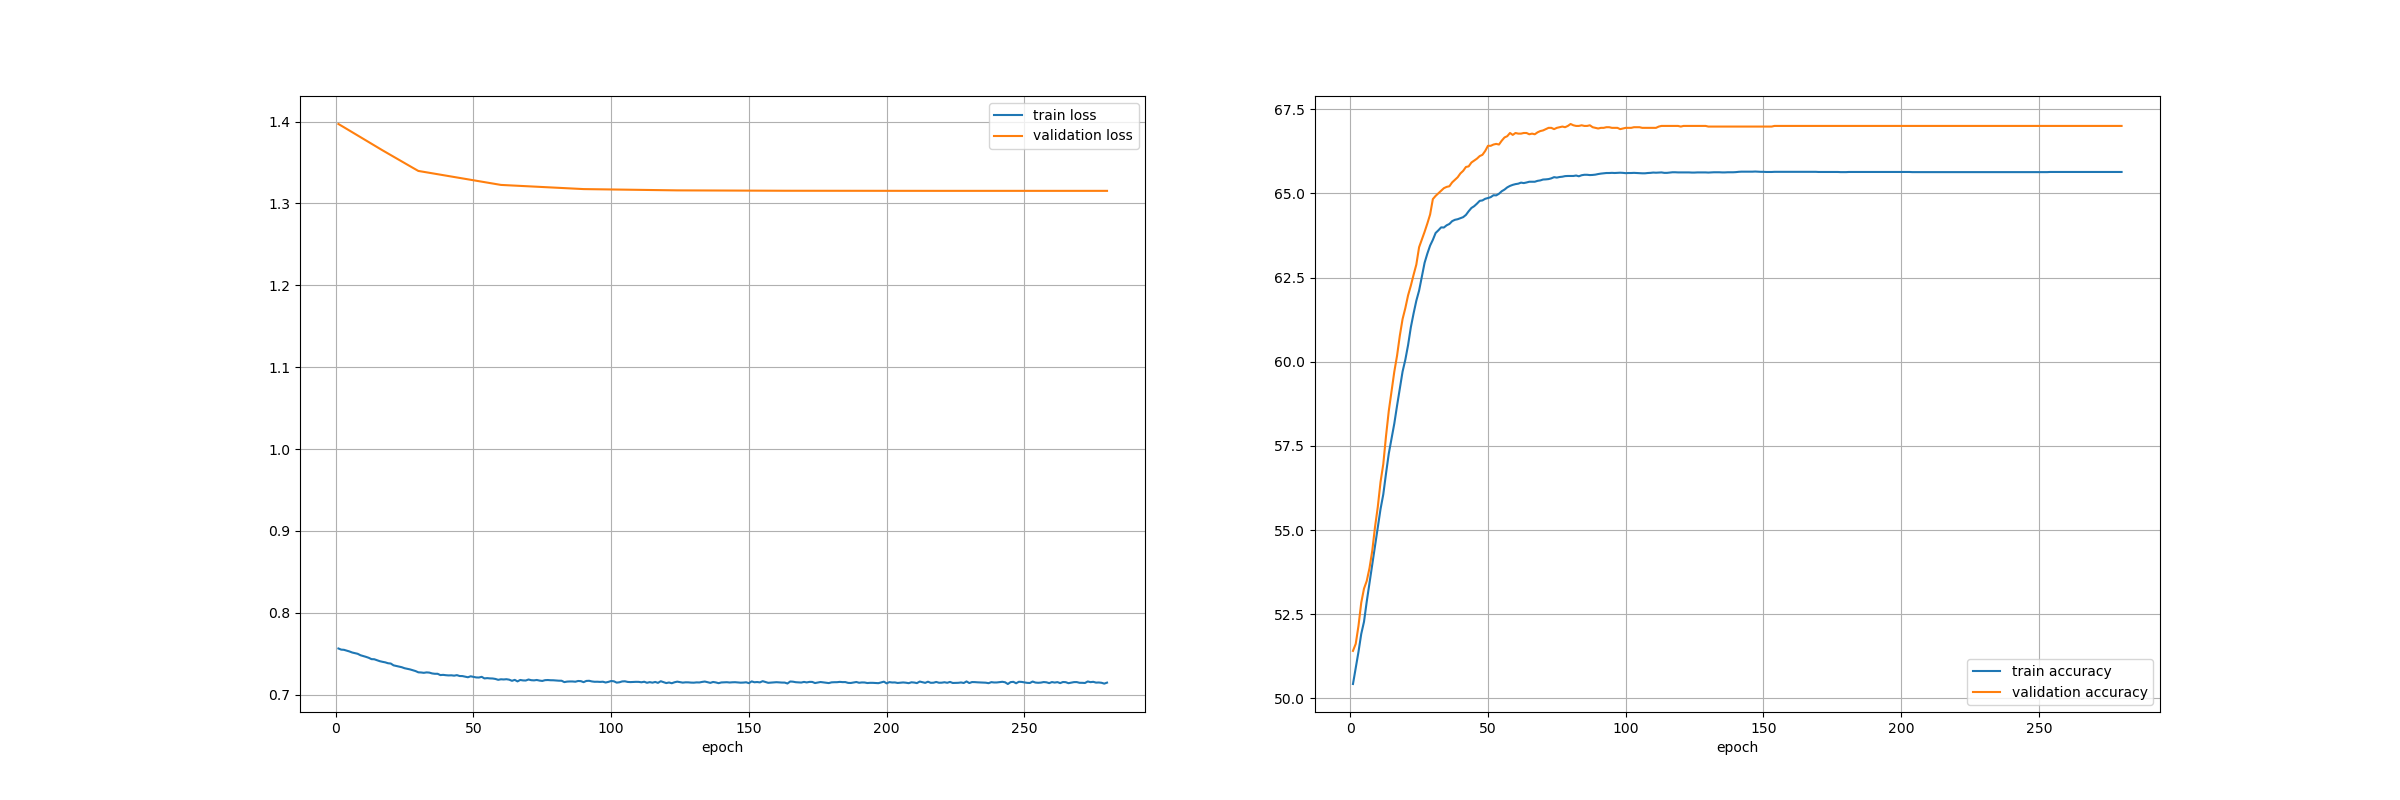 train loss
validation loss
1.4
1.3
1.2
1.1
1.0
0.9
0.8
0.7
0 50 100 150 200 250
epoch
67.5
65.0
62.5
60.0
57.5
55.0
52.5
50.0
train accuracy
validation accuracy
0 50 100 150 200 250
epoch